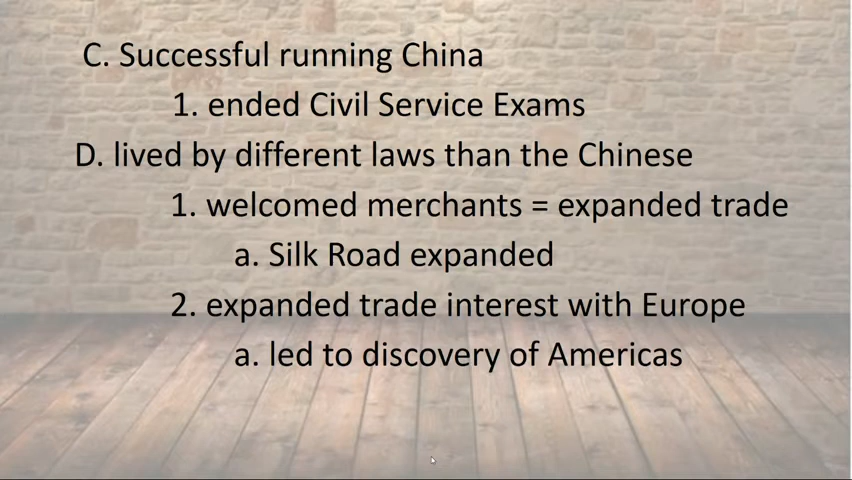 C. Successful running China
1. ended Civil Service Exams
D. lived by different laws than the Chinese
1. welcomed merchants = expanded trade
a. Silk Road expanded
2. expanded trade interest with Europe
a. led to discovery of Americas